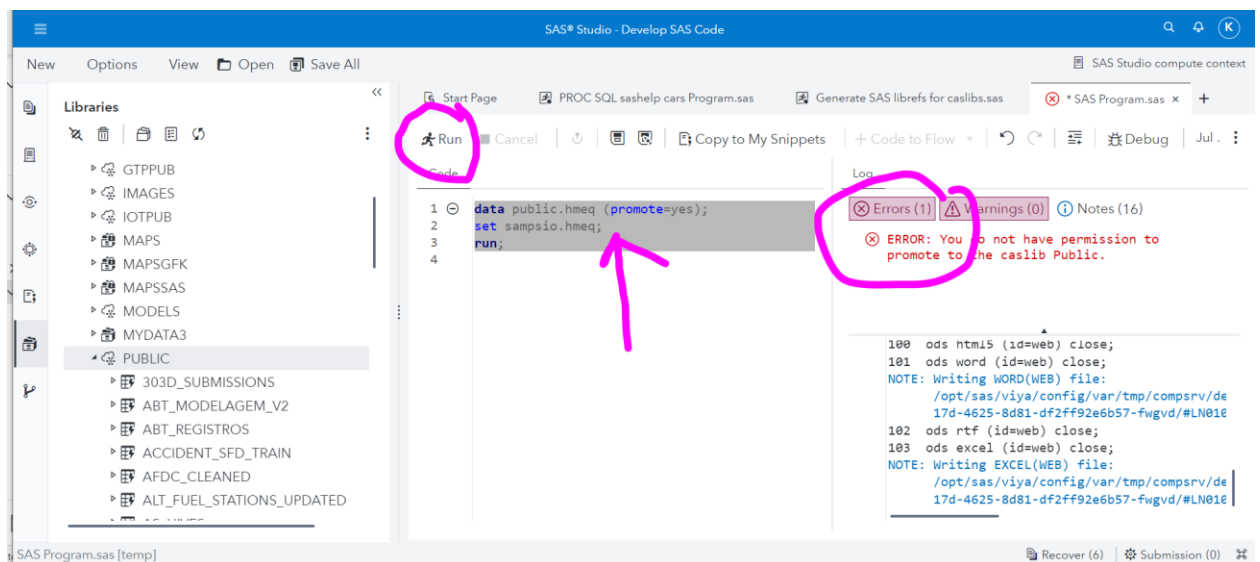 SAS® Studio - Develop SAS Code
K
New Options View Open Save All
SAS Studio compute context
Libraries
Start Page
PROC SQL sashelp cars Program.sas
Generate SAS librefs for caslibs.sas
* SAS Program.sas
Run Cancel Copy to My Snippets + Code to Flow Debug Jul .
GTPPUB
IMAGES
IOTPUB
MAPS
MAPSGFK
MAPSSAS
MODELS
MYDATA3
PUBLIC
303D_SUBMISSIONS
ABT_MODELAGEM_V2
ABT_REGISTROS
ACCIDENT_SFD_TRAIN
AFDC_CLEANED
ALT_FUEL_STATIONS_UPDATED
Code
1 data public.hmeq (promote=yes);
2 set sampsio.hmeq;
3 run;
4
Log
Errors (1) Warnings (0) Notes (16)
ERROR: You do not have permission to
promote to the caslib Public.
100 ods html5 (id=web) close;
101 ods word (id=web) close;
NOTE: Writing WORD(WEB) file:
/opt/sas/viya/config/var/tmp/compsrv/de
17d-4625-8d81-df2ff92e6b57-fwgvd/#LN016
102 ods rtf (id=web) close;
103 ods excel (id=web) close;
NOTE: Writing EXCEL(WEB) file:
/opt/sas/viya/config/var/tmp/compsrv/de
17d-4625-8d81-df2ff92e6b57-fwgvd/#LN016
SAS Program.sas [temp]
Recover (6) Submission (0)